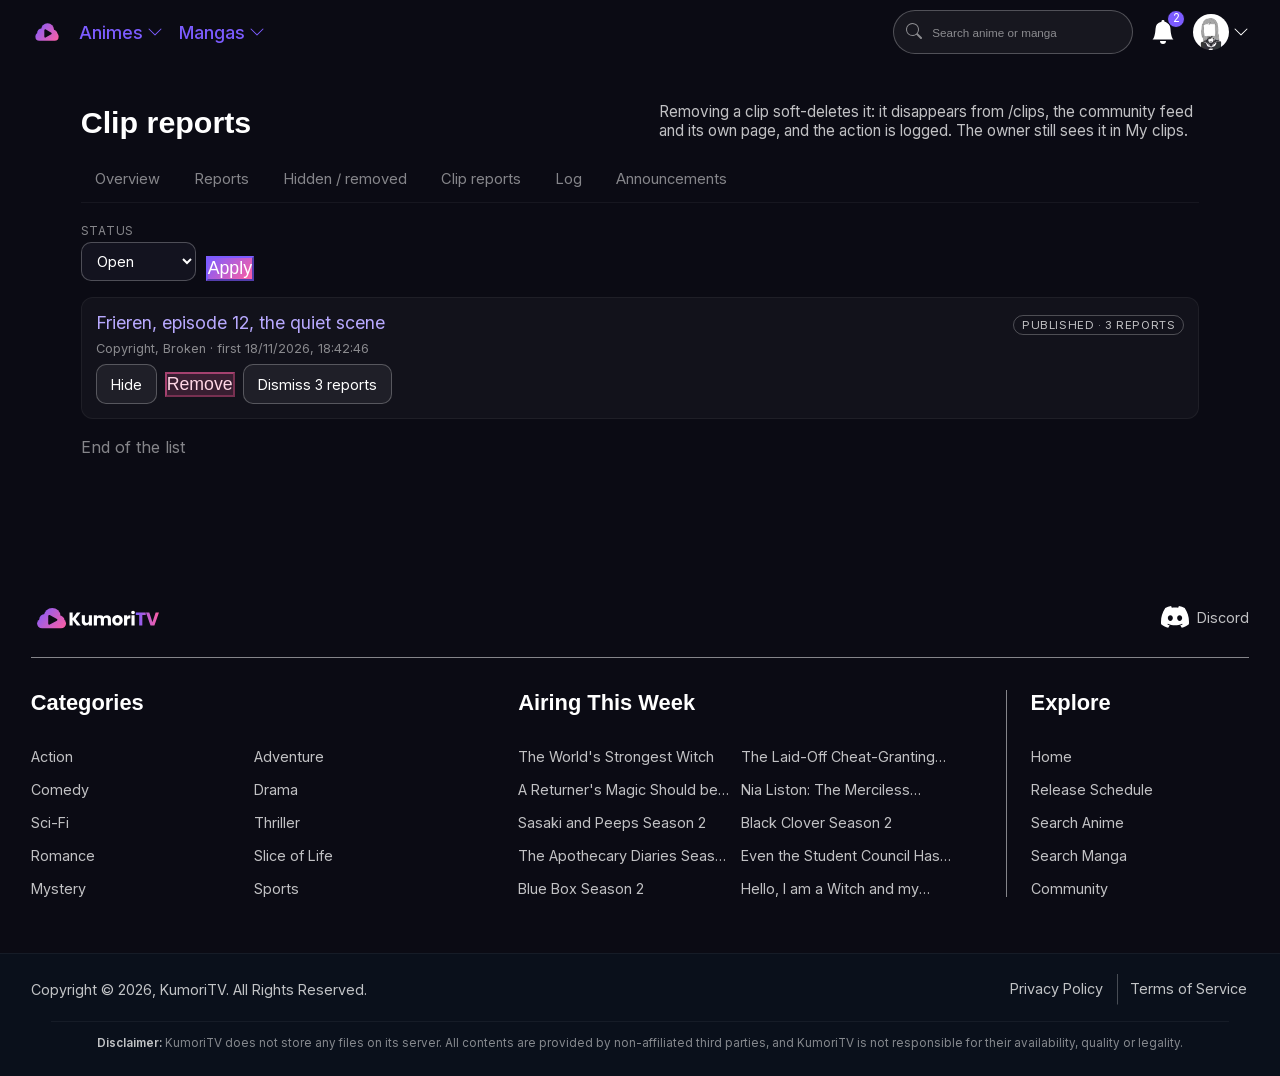 Animes
Mangas
Search anime or manga
2
Clip reports
Removing a clip soft-deletes it: it disappears from /clips, the community feed
and its own page, and the action is logged. The owner still sees it in My clips.
Overview
Reports
Hidden / removed
Clip reports
Log
Announcements
STATUS
Open
Apply
Frieren, episode 12, the quiet scene
PUBLISHED · 3 REPORTS
Copyright, Broken · first 18/11/2026, 18:42:46
Hide
Remove
Dismiss 3 reports
End of the list
KumoriTV
Discord
Categories
Action
Adventure
Comedy
Drama
Sci-Fi
Thriller
Romance
Slice of Life
Mystery
Sports
Airing This Week
The World's Strongest Witch
The Laid-Off Cheat-Granting...
A Returner's Magic Should be...
Nia Liston: The Merciless...
Sasaki and Peeps Season 2
Black Clover Season 2
The Apothecary Diaries Seas...
Even the Student Council Has...
Blue Box Season 2
Hello, I am a Witch and my...
Explore
Home
Release Schedule
Search Anime
Search Manga
Community
Copyright © 2026, KumoriTV. All Rights Reserved.
Privacy Policy
Terms of Service
Disclaimer: KumoriTV does not store any files on its server. All contents are provided by non-affiliated third parties, and KumoriTV is not responsible for their availability, quality or legality.